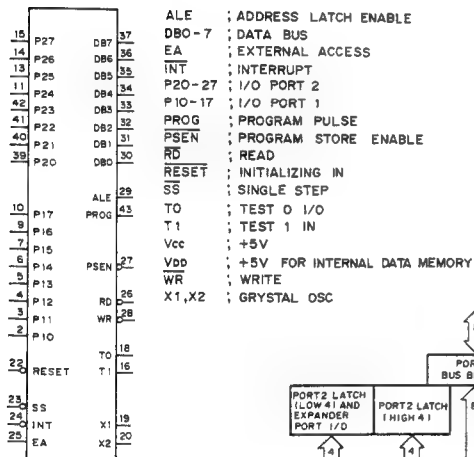 15 P27 DB7 37
14 P26 DB6 36
13 P25 DB5 35
11 P24 DB4 34
42 P23 DB3 33
41 P22 DB2 32
40 P21 DB1 31
39 P20 DB0 30
ALE 29
10 P17 PROG 43
9 P16
7 P15
6 P14 PSEN 27
5 P13
4 P12 RD 26
3 P11 WR 28
2 P10
TO 18
22 RESET T1 16
23 SS
24 INT X1 19
25 EA X2 20
ALE ; ADDRESS LATCH ENABLE
DB0-7 ; DATA BUS
EA ; EXTERNAL ACCESS
INT ; INTERRUPT
P20-27 ; I/O PORT 2
P10-17 ; I/O PORT 1
PROG ; PROGRAM PULSE
PSEN ; PROGRAM STORE ENABLE
RD ; READ
RESET ; INITIALIZING IN
SS ; SINGLE STEP
TO ; TEST 0 I/O
T1 ; TEST 1 IN
Vcc ; +5V
VDD ; +5V FOR INTERNAL DATA MEMORY
WR ; WRITE
X1,X2 ; GRYSTAL OSC
BUS
PORT2 LATCH
(LOW 4) AND
EXPANDER
PORT I/O
PORT2 LATCH
(HIGH 4)
4
4